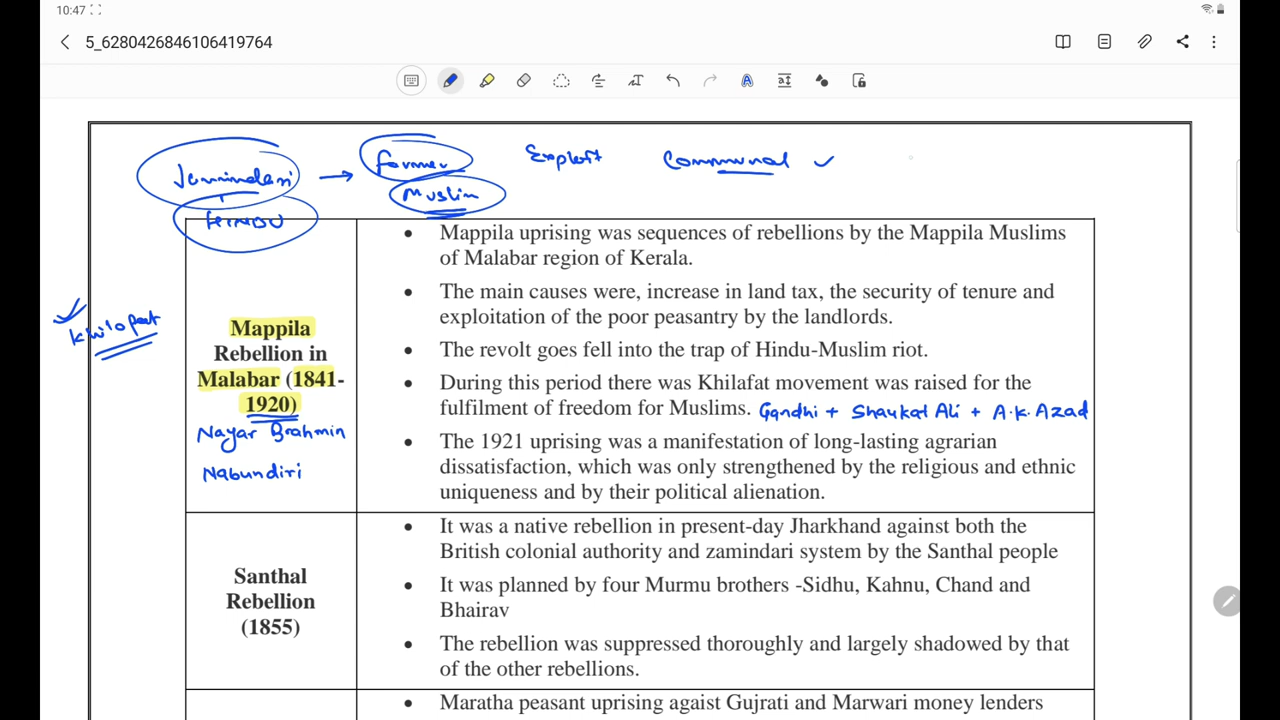 10:47
5_6280426846106419764
Jemindari → farmer Exploit Communal ✓
HINDU Muslim
Khilafat
Mappila
Rebellion in
Malabar (1841-
1920)
Nayar Brahmin
Nabundiri
• Mappila uprising was sequences of rebellions by the Mappila Muslims
of Malabar region of Kerala.
• The main causes were, increase in land tax, the security of tenure and
exploitation of the poor peasantry by the landlords.
• The revolt goes fell into the trap of Hindu-Muslim riot.
• During this period there was Khilafat movement was raised for the
fulfilment of freedom for Muslims. Gandhi + Shaukat Ali + A.K. Azad
• The 1921 uprising was a manifestation of long-lasting agrarian
dissatisfaction, which was only strengthened by the religious and ethnic
uniqueness and by their political alienation.
Santhal
Rebellion
(1855)
• It was a native rebellion in present-day Jharkhand against both the
British colonial authority and zamindari system by the Santhal people
• It was planned by four Murmu brothers -Sidhu, Kahnu, Chand and
Bhairav
• The rebellion was suppressed thoroughly and largely shadowed by that
of the other rebellions.
• Maratha peasant uprising agaist Gujrati and Marwari money lenders